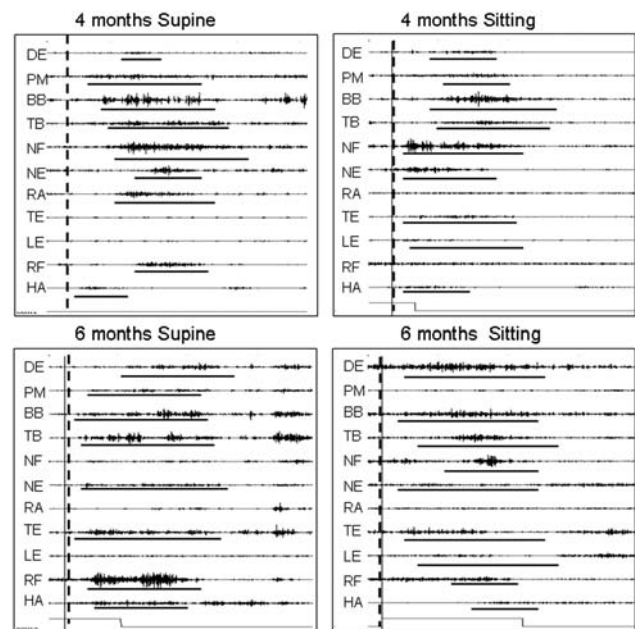 4 months Supine
DE
PM
BB
TB
NF
NE
RA
TE
LE
RF
HA
4 months Sitting
DE
PM
BB
TB
NF
NE
RA
TE
LE
RF
HA
6 months Supine
DE
PM
BB
TB
NF
NE
RA
TE
LE
RF
HA
6 months Sitting
DE
PM
BB
TB
NF
NE
RA
TE
LE
RF
HA